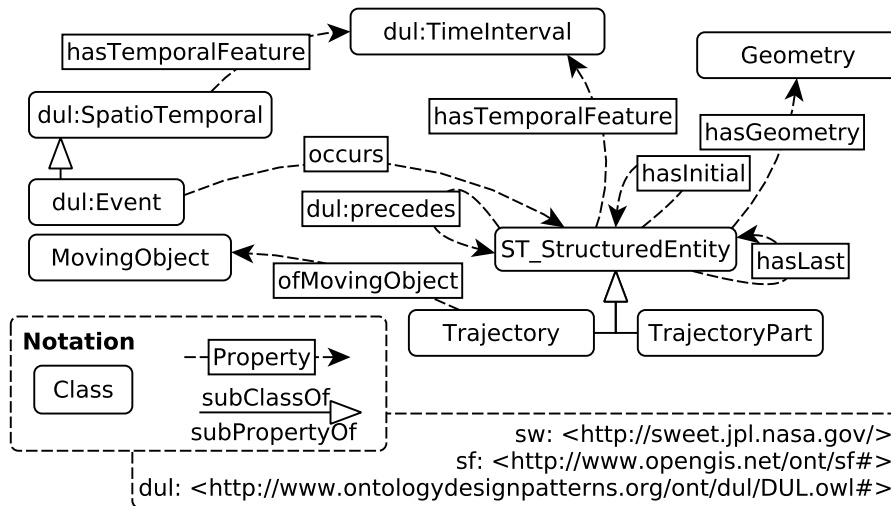 dul:TimeInterval
hasTemporalFeature
Geometry
dul:SpatioTemporal
hasTemporalFeature
hasGeometry
occurs
hasInitial
dul:Event
dul:precedes
MovingObject
ST_StructuredEntity
hasLast
ofMovingObject
Trajectory
TrajectoryPart
Notation
Property
Class
subClassOf
subPropertyOf
sw: <http://sweet.jpl.nasa.gov/>
sf: <http://www.opengis.net/ont/sf#>
dul: <http://www.ontologydesignpatterns.org/ont/dul/DUL.owl#>